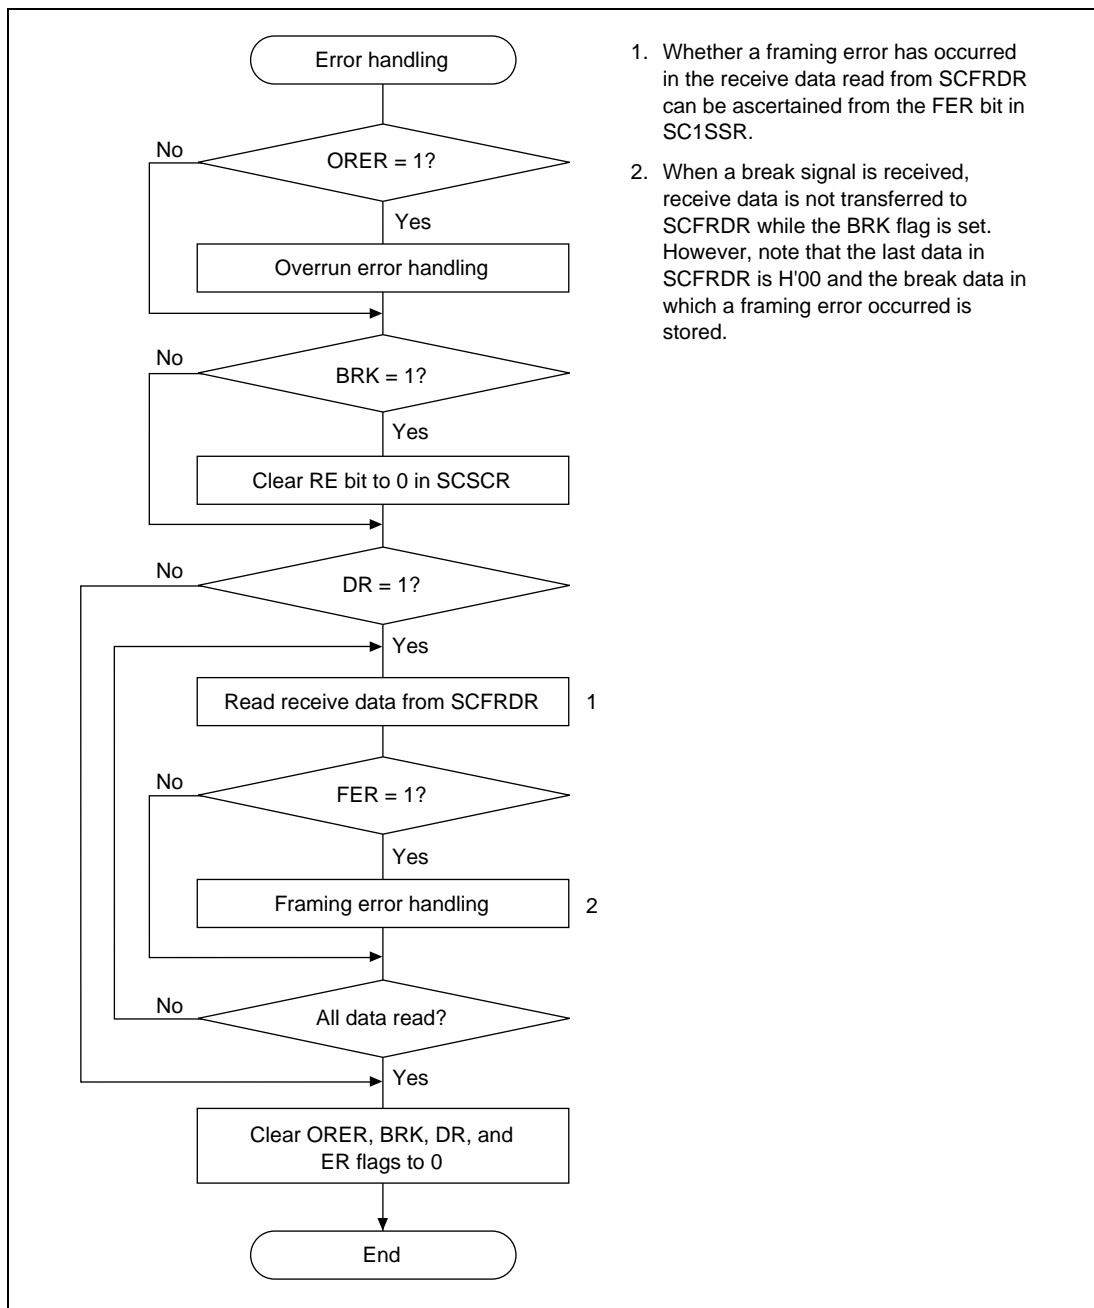 Error handling
1. Whether a framing error has occurred
in the receive data read from SCFRDR
can be ascertained from the FER bit in
SC1SSR.
2. When a break signal is received,
receive data is not transferred to
SCFRDR while the BRK flag is set.
However, note that the last data in
SCFRDR is H'00 and the break data in
which a framing error occurred is
stored.
No
ORER = 1?
Yes
Overrun error handling
No
BRK = 1?
Yes
Clear RE bit to 0 in SCSCR
No
DR = 1?
Yes
Read receive data from SCFRDR 1
No
FER = 1?
Yes
Framing error handling 2
No
All data read?
Yes
Clear ORER, BRK, DR, and
ER flags to 0
End